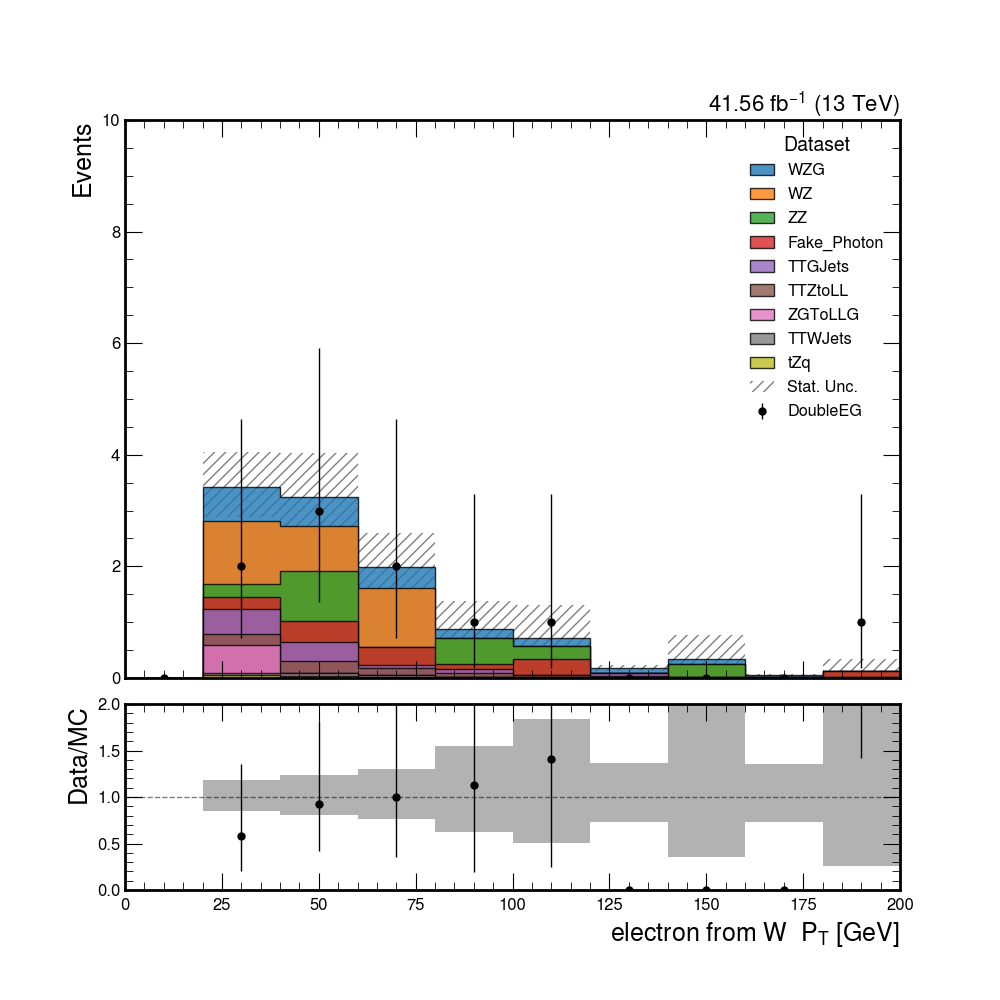 41.56 fb⁻¹ (13 TeV)
10
8
6
4
2
0
Events
Dataset
WZG
WZ
ZZ
Fake_Photon
TTGJets
TTZtoLL
ZGToLLG
TTWJets
tZq
Stat. Unc.
DoubleEG
2.0
1.5
1.0
0.5
0.0
Data/MC
0 25 50 75 100 125 150 175 200
electron from W P_T [GeV]